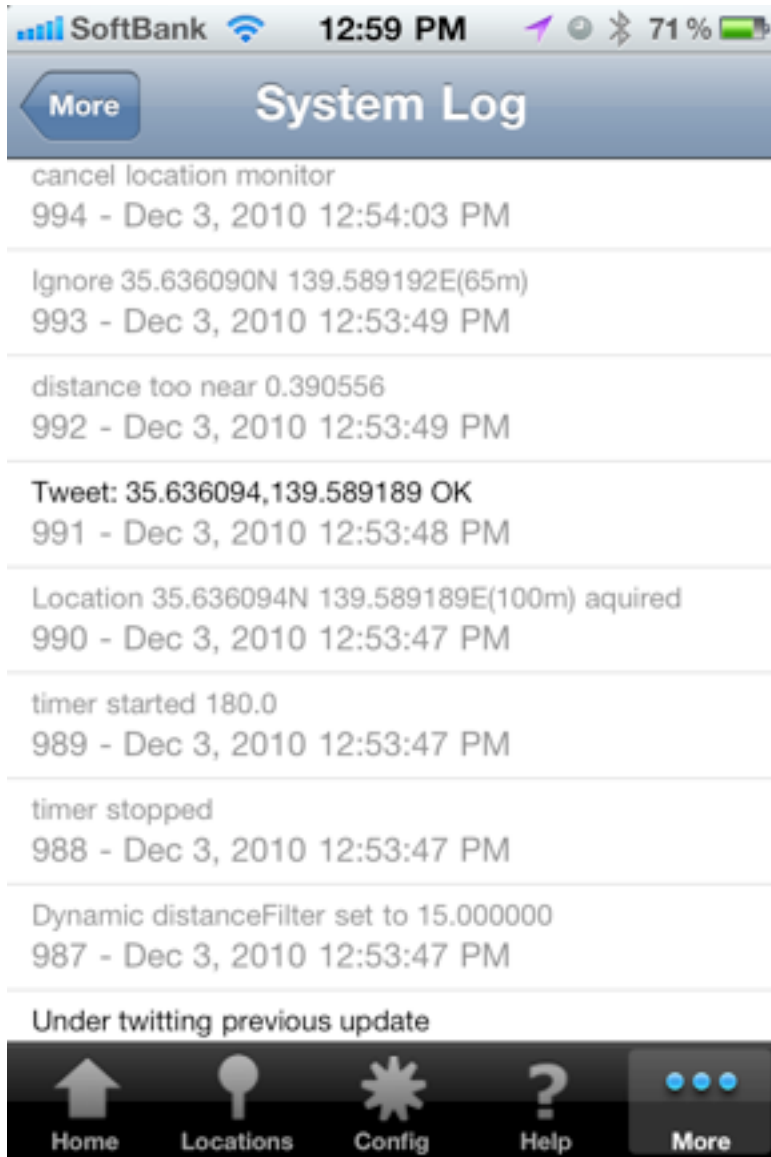 SoftBank 12:59 PM 71 %
More System Log
cancel location monitor
994 - Dec 3, 2010 12:54:03 PM
Ignore 35.636090N 139.589192E(65m)
993 - Dec 3, 2010 12:53:49 PM
distance too near 0.390556
992 - Dec 3, 2010 12:53:49 PM
Tweet: 35.636094,139.589189 OK
991 - Dec 3, 2010 12:53:48 PM
Location 35.636094N 139.589189E(100m) aquired
990 - Dec 3, 2010 12:53:47 PM
timer started 180.0
989 - Dec 3, 2010 12:53:47 PM
timer stopped
988 - Dec 3, 2010 12:53:47 PM
Dynamic distanceFilter set to 15.000000
987 - Dec 3, 2010 12:53:47 PM
Under twitting previous update
Home Locations Config Help More